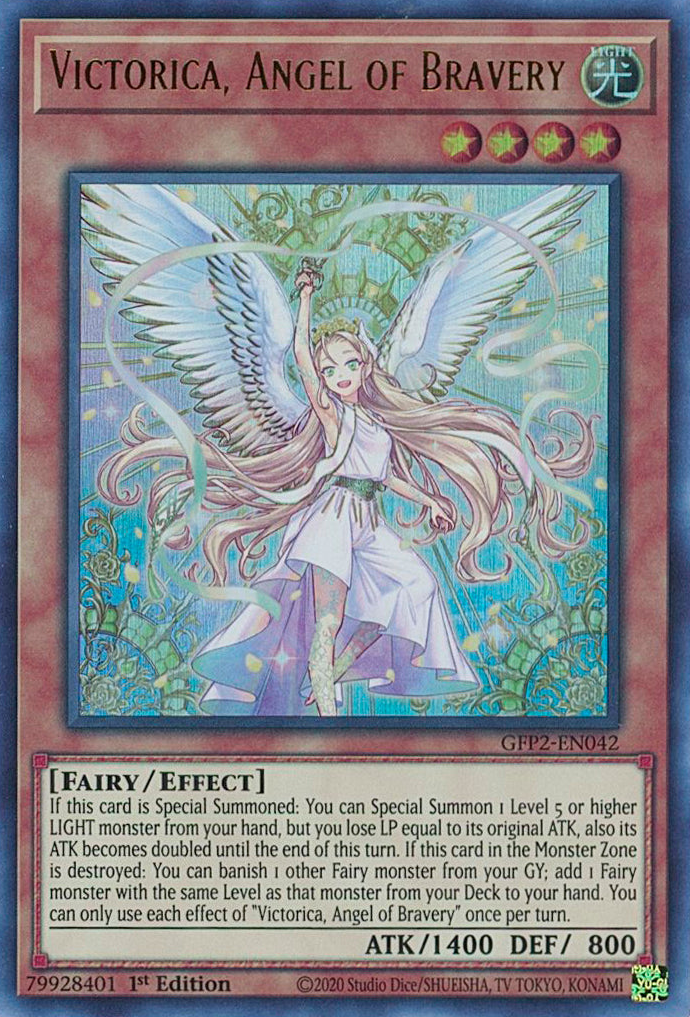 Victorica, Angel of Bravery
LIGHT
光
GFP2-EN042
[Fairy/Effect]
If this card is Special Summoned: You can Special Summon 1 Level 5 or higher
LIGHT monster from your hand, but you lose LP equal to its original ATK, also its
ATK becomes doubled until the end of this turn. If this card in the Monster Zone
is destroyed: You can banish 1 other Fairy monster from your GY; add 1 Fairy
monster with the same Level as that monster from your Deck to your hand. You
can only use each effect of "Victorica, Angel of Bravery" once per turn.
ATK/1400 DEF/ 800
79928401 1st Edition ©2020 Studio Dice/SHUEISHA, TV TOKYO, KONAMI